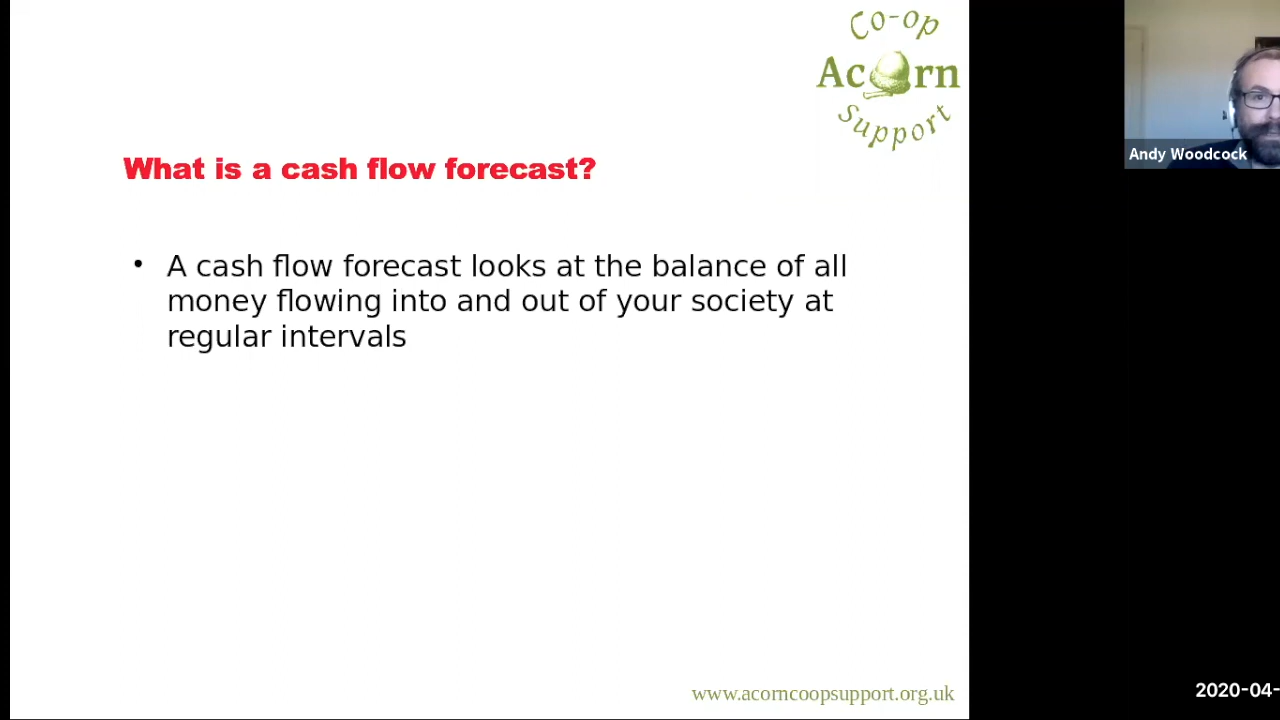 Co-op
Acorn
Support
Andy Woodcock
What is a cash flow forecast?
• A cash flow forecast looks at the balance of all
money flowing into and out of your society at
regular intervals
www.acorncoopsupport.org.uk
2020-04-